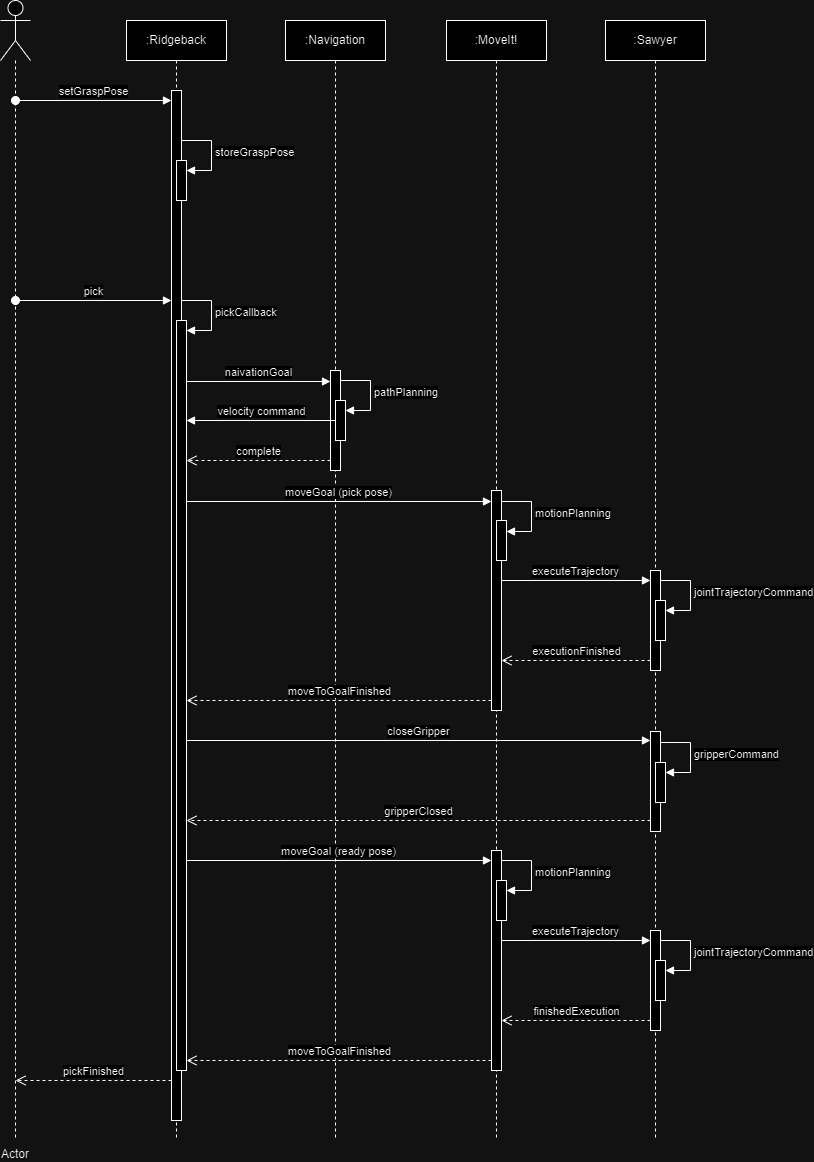 :Ridgeback
:Navigation
:MoveIt!
:Sawyer
setGraspPose
storeGraspPose
pick
pickCallback
naivationGoal
pathPlanning
velocity command
complete
moveGoal (pick pose)
motionPlanning
executeTrajectory
jointTrajectoryCommand
executionFinished
moveToGoalFinished
closeGripper
gripperCommand
gripperClosed
moveGoal (ready pose)
motionPlanning
executeTrajectory
jointTrajectoryCommand
finishedExecution
moveToGoalFinished
pickFinished
Actor